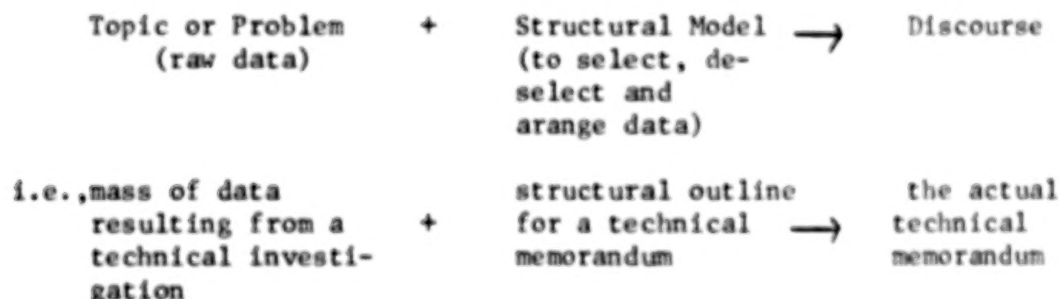 Topic or Problem + Structural Model → Discourse
(raw data) (to select, de-
select and
arange data)
i.e.,mass of data structural outline the actual
resulting from a + for a technical → technical
technical investi- memorandum memorandum
gation